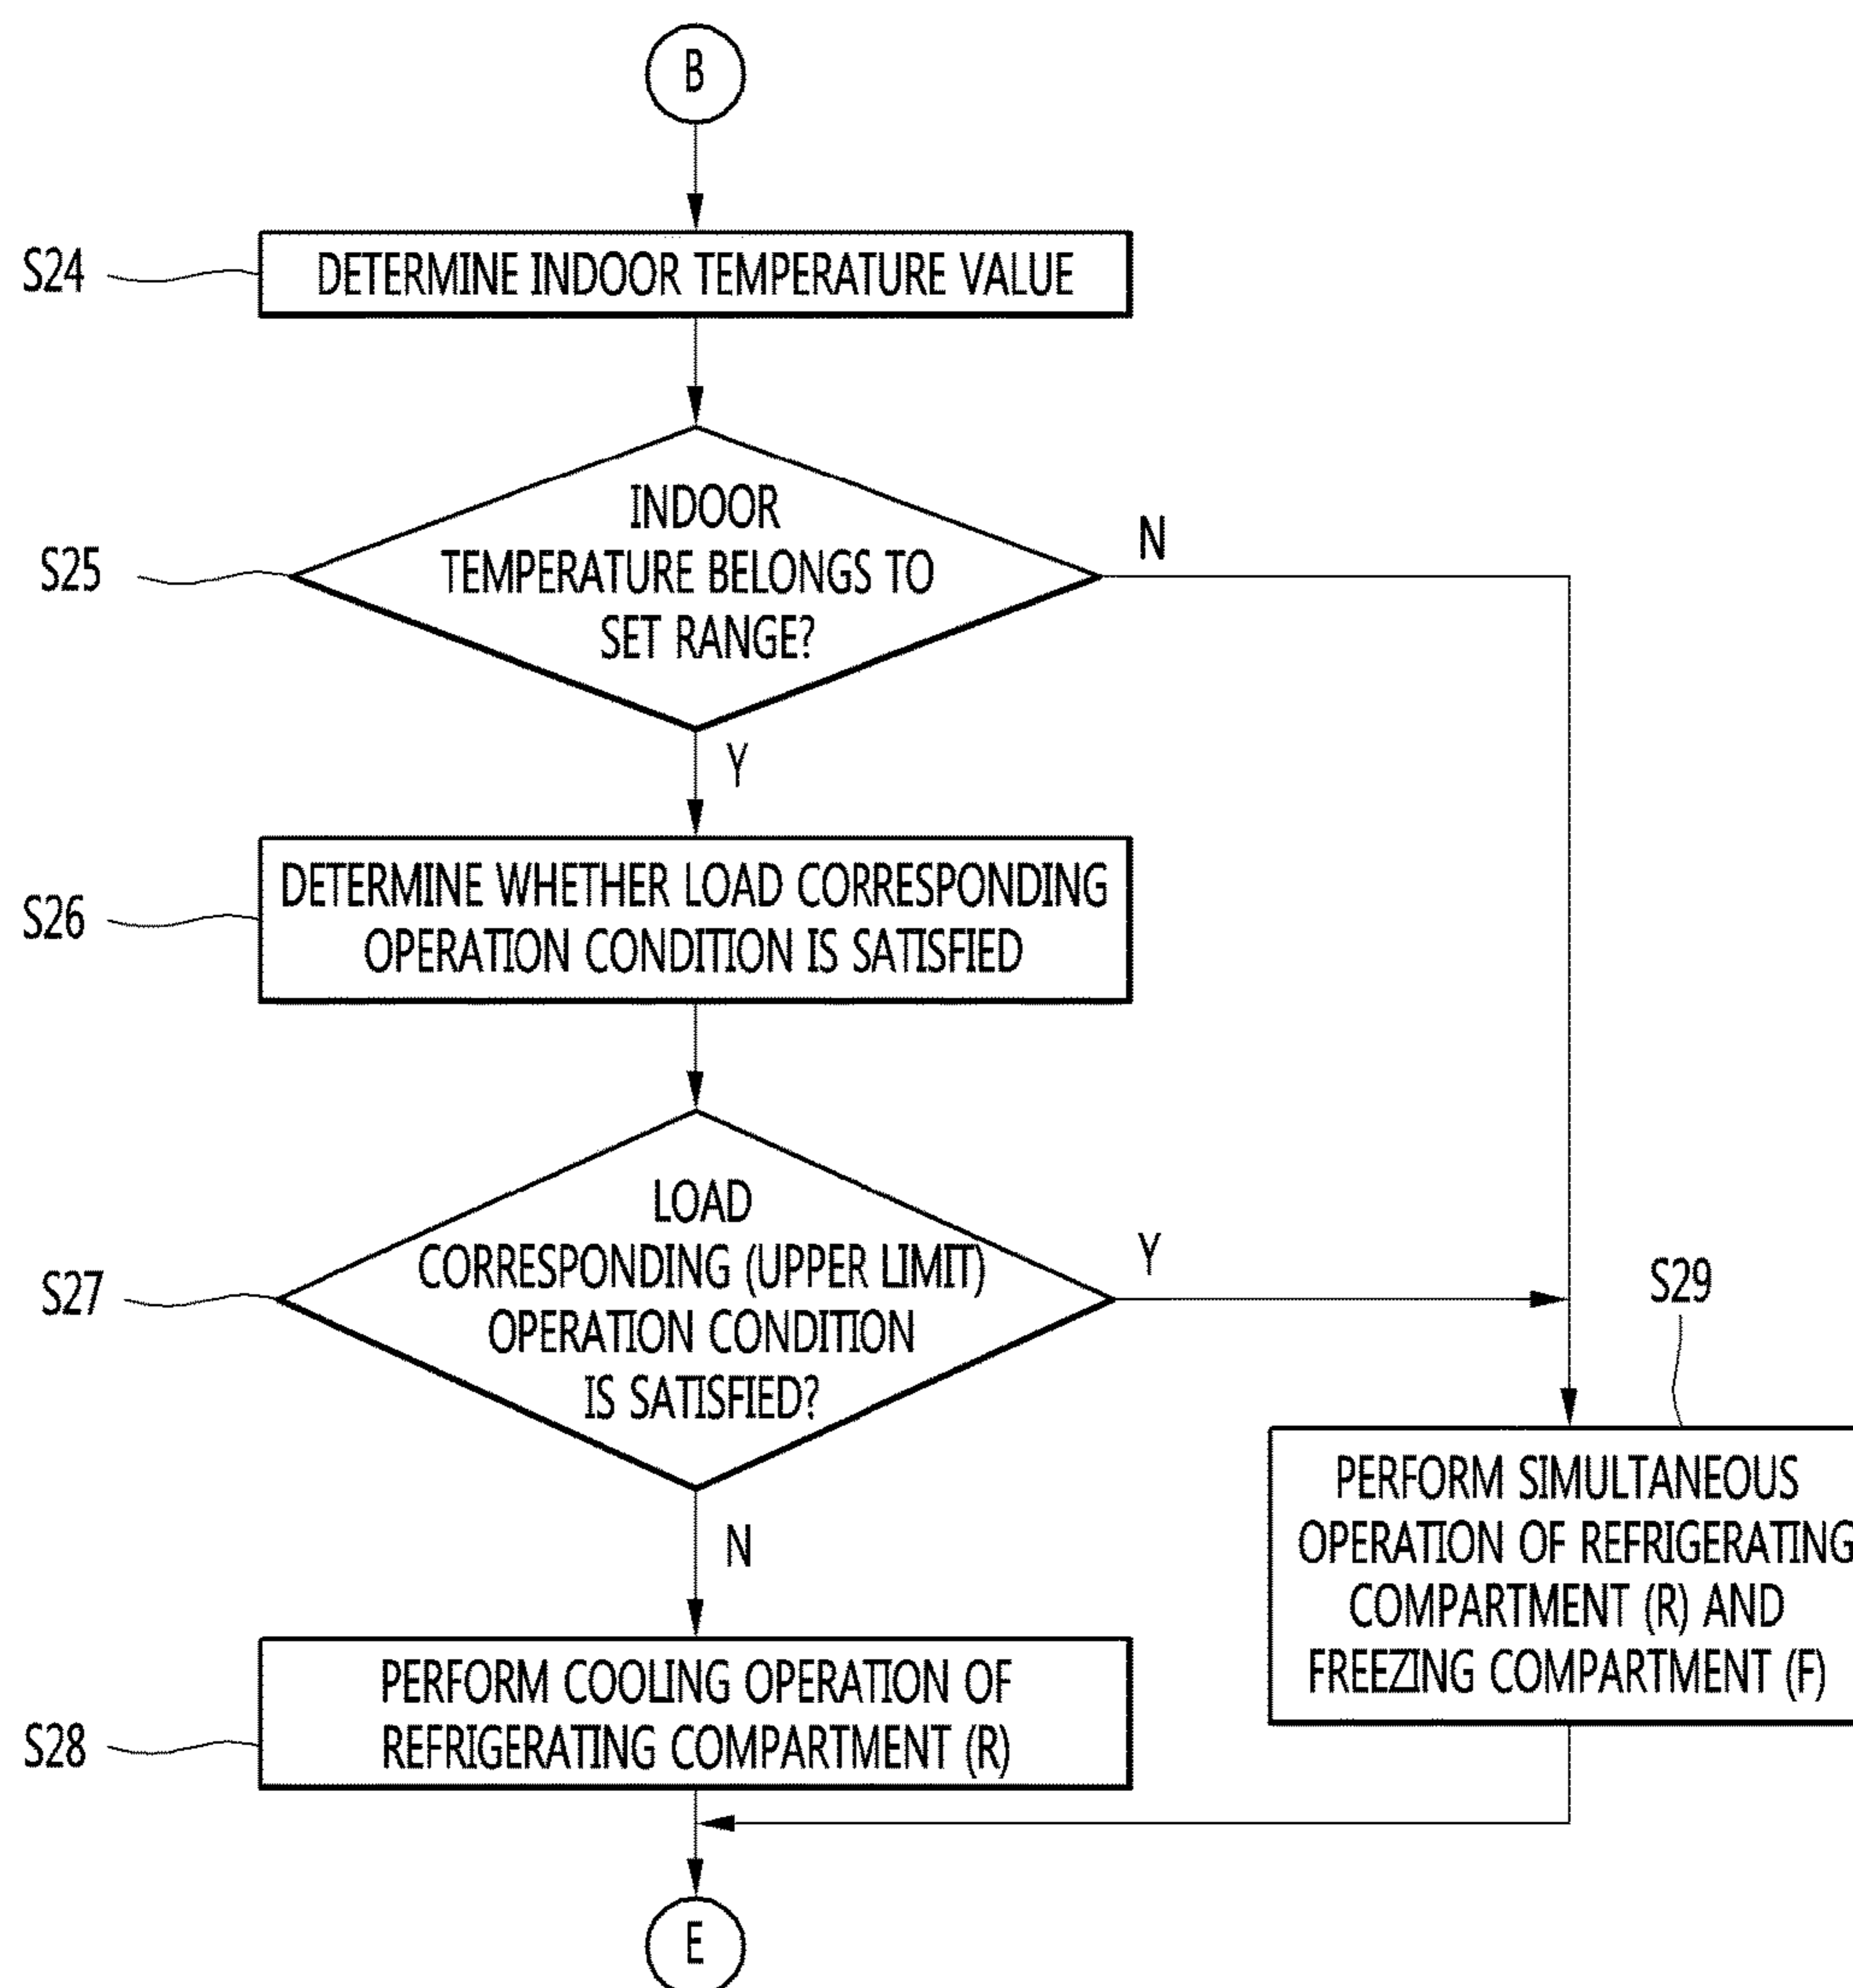 B
S24
DETERMINE INDOOR TEMPERATURE VALUE
S25
INDOOR
TEMPERATURE BELONGS TO
SET RANGE?
N
Y
S26
DETERMINE WHETHER LOAD CORRESPONDING
OPERATION CONDITION IS SATISFIED
S27
LOAD
CORRESPONDING (UPPER LIMIT)
OPERATION CONDITION
IS SATISFIED?
Y
N
S29
PERFORM SIMULTANEOUS
OPERATION OF REFRIGERATING
COMPARTMENT (R) AND
FREEZING COMPARTMENT (F)
S28
PERFORM COOLING OPERATION OF
REFRIGERATING COMPARTMENT (R)
E